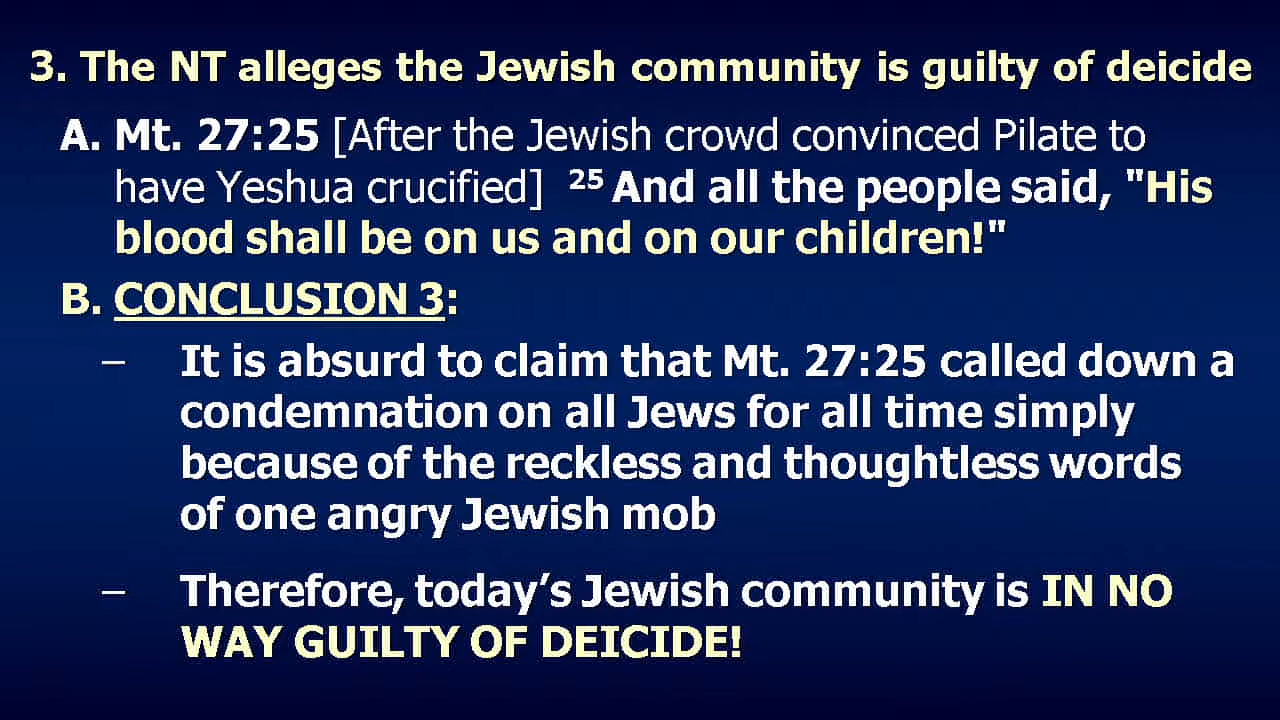 3. The NT alleges the Jewish community is guilty of deicide
A. Mt. 27:25 [After the Jewish crowd convinced Pilate to
have Yeshua crucified] ²⁵ And all the people said, "His
blood shall be on us and on our children!"
B. CONCLUSION 3:
– It is absurd to claim that Mt. 27:25 called down a
condemnation on all Jews for all time simply
because of the reckless and thoughtless words
of one angry Jewish mob
– Therefore, today’s Jewish community is IN NO
WAY GUILTY OF DEICIDE!